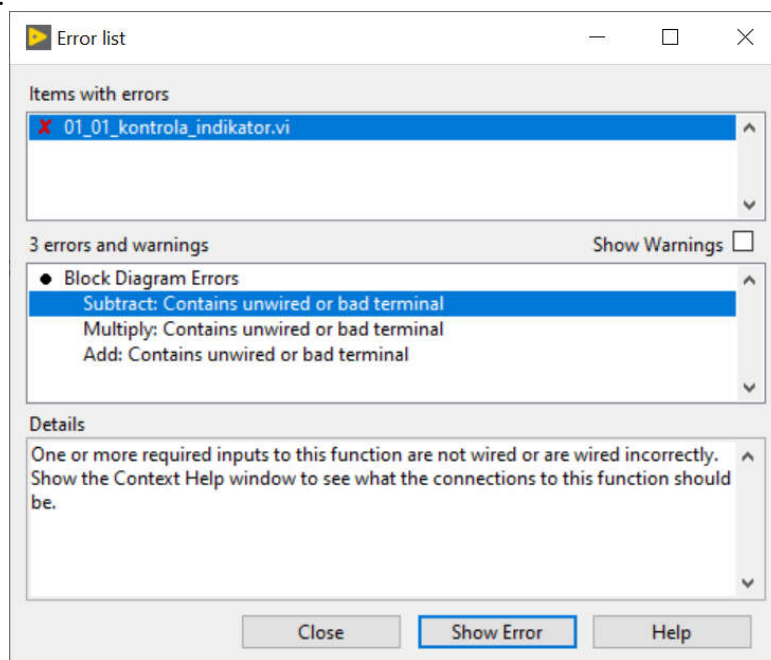 Error list
Items with errors
01_01_kontrola_indikator.vi
3 errors and warnings Show Warnings
Block Diagram Errors
Subtract: Contains unwired or bad terminal
Multiply: Contains unwired or bad terminal
Add: Contains unwired or bad terminal
Details
One or more required inputs to this function are not wired or are wired incorrectly.
Show the Context Help window to see what the connections to this function should
be.
Close Show Error Help